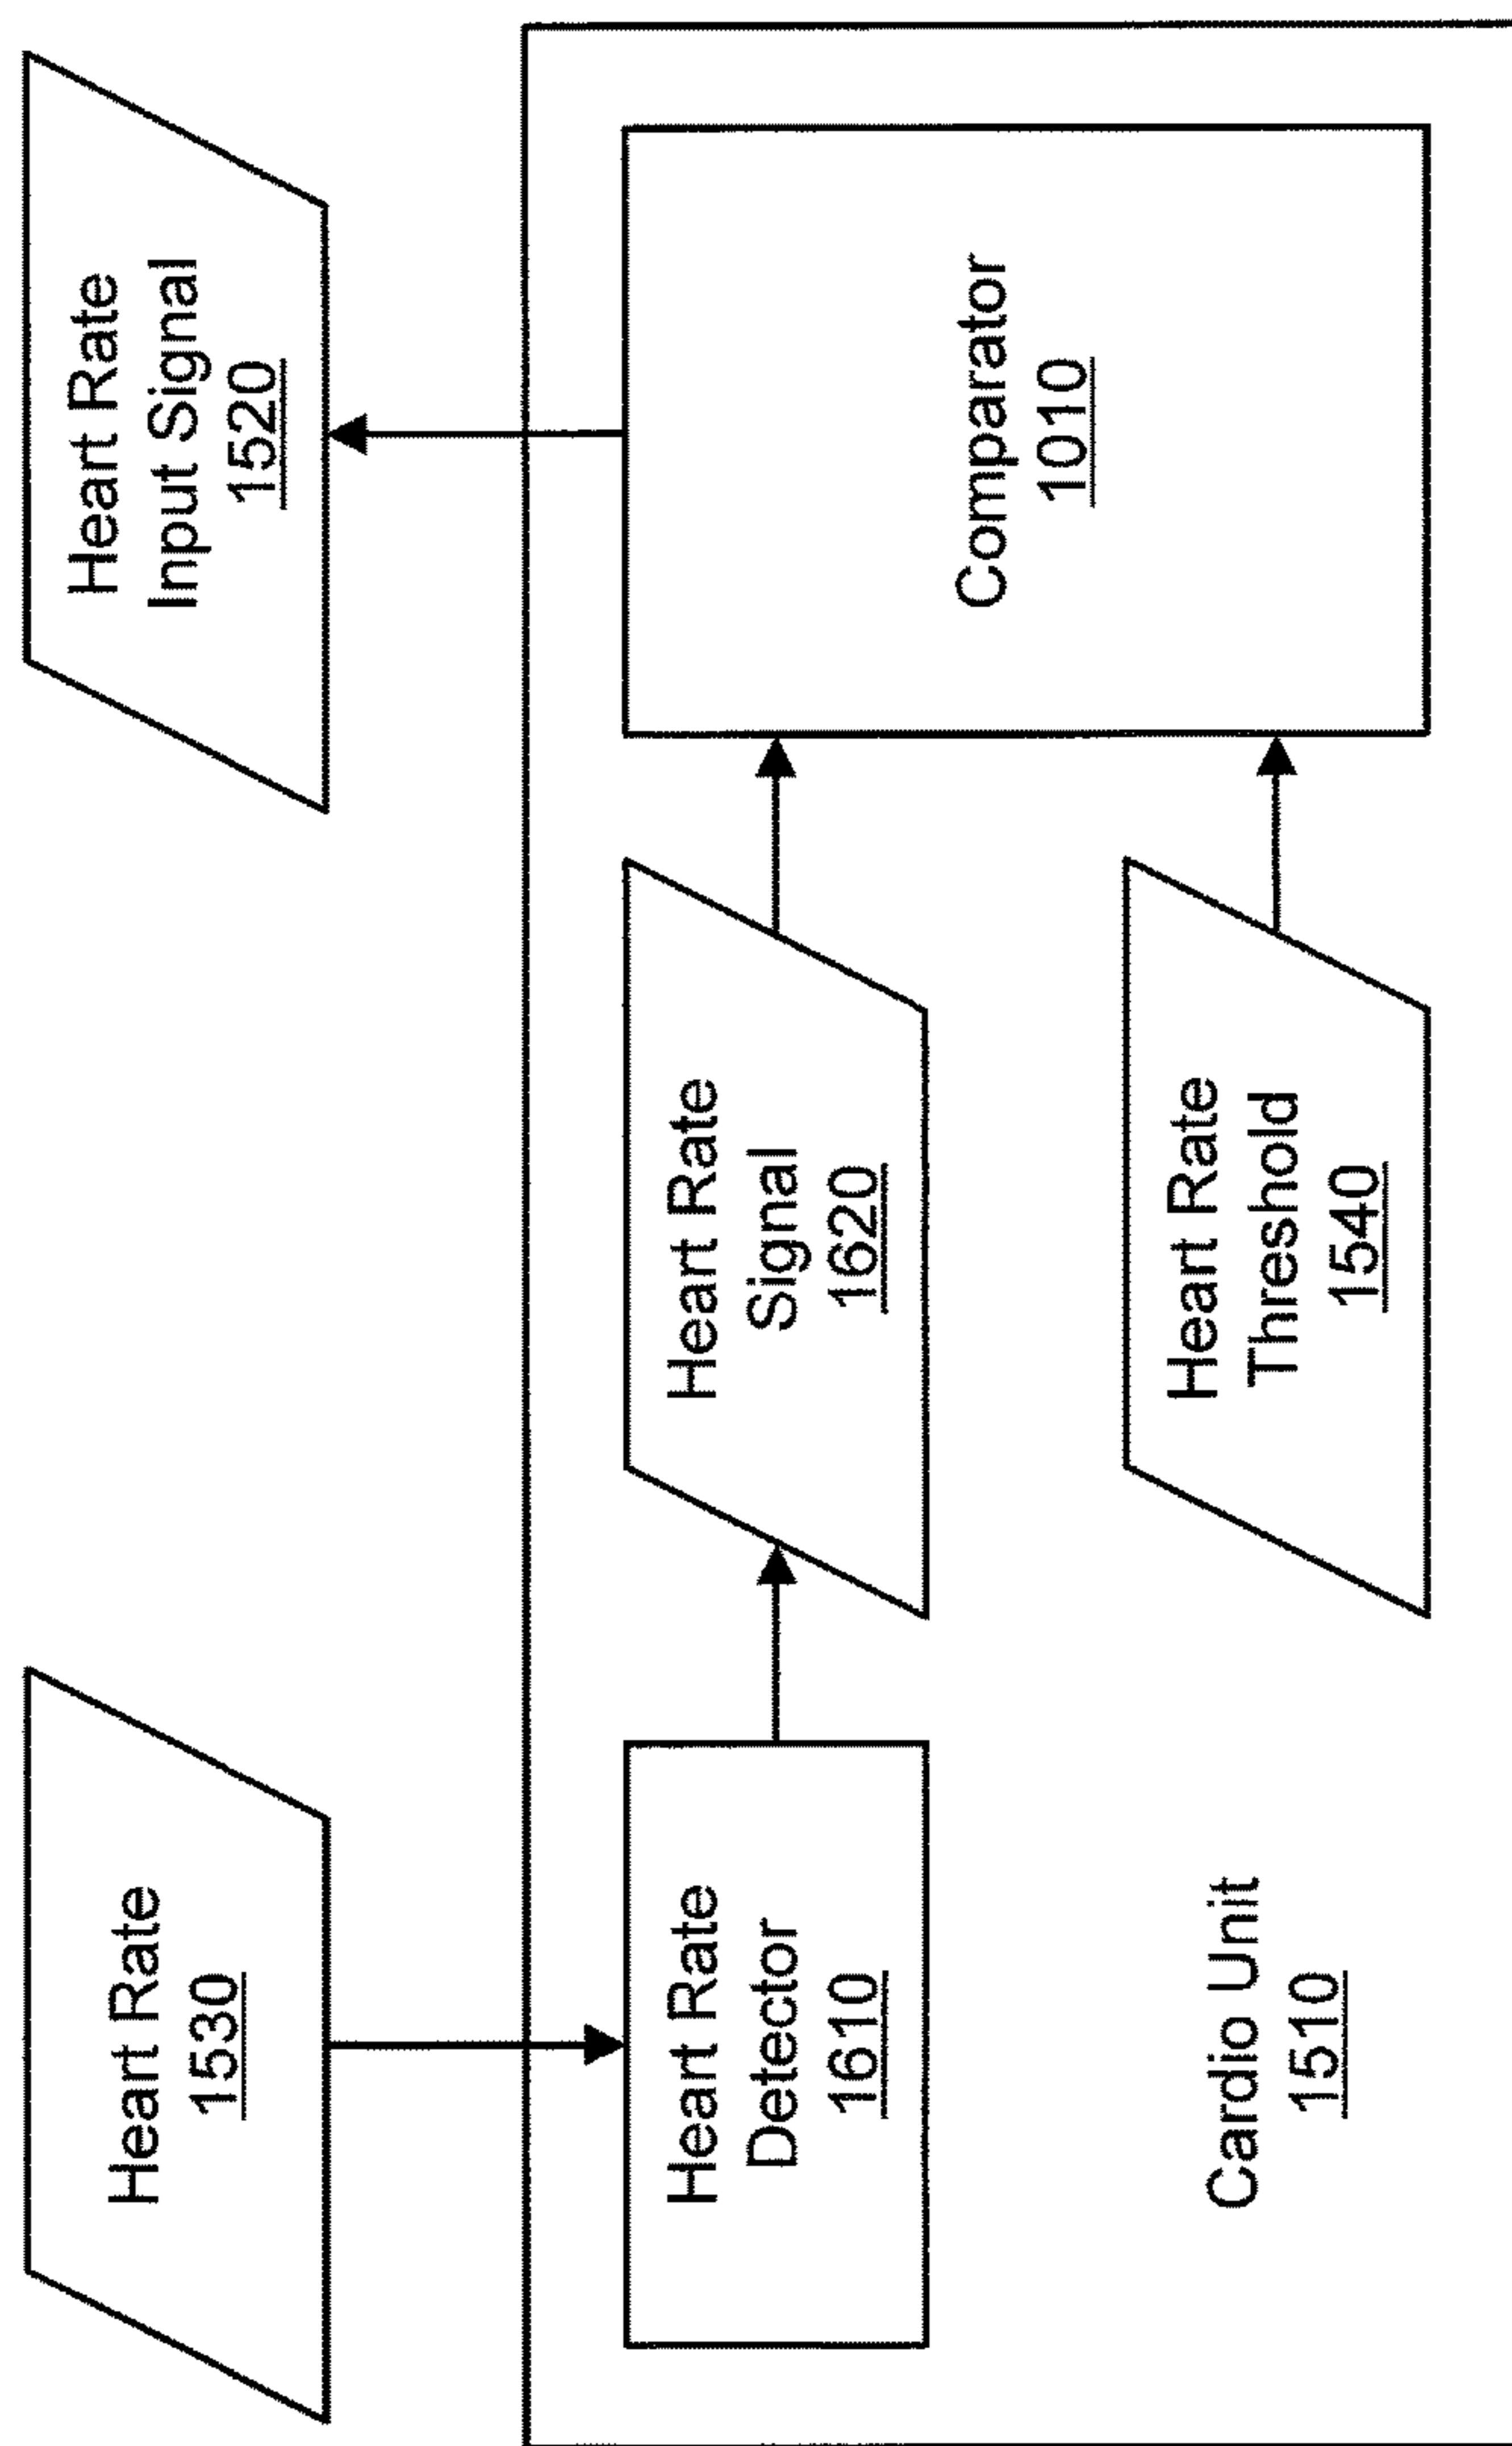 Heart Rate
1530
Heart Rate
Input Signal
1520
Heart Rate
Detector
1610
Heart Rate
Signal
1620
Comparator
1010
Heart Rate
Threshold
1540
Cardio Unit
1510